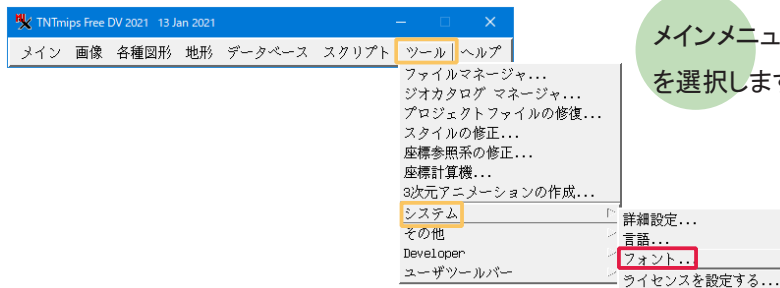 TNTmips Free DV 2021 13 Jan 2021
メイン 画像 各種図形 地形 データベース スクリプト ツール ヘルプ
ファイルマネージャ...
ジオカタログ マネージャ...
プロジェクトファイルの修復...
スタイルの修正...
座標参照系の修正...
座標計算機...
3次元アニメーションの作成...
システム
その他
Developer
ユーザツールバー
詳細設定...
言語...
フォント...
ライセンスを設定する...
メインメニュ
を選択しま